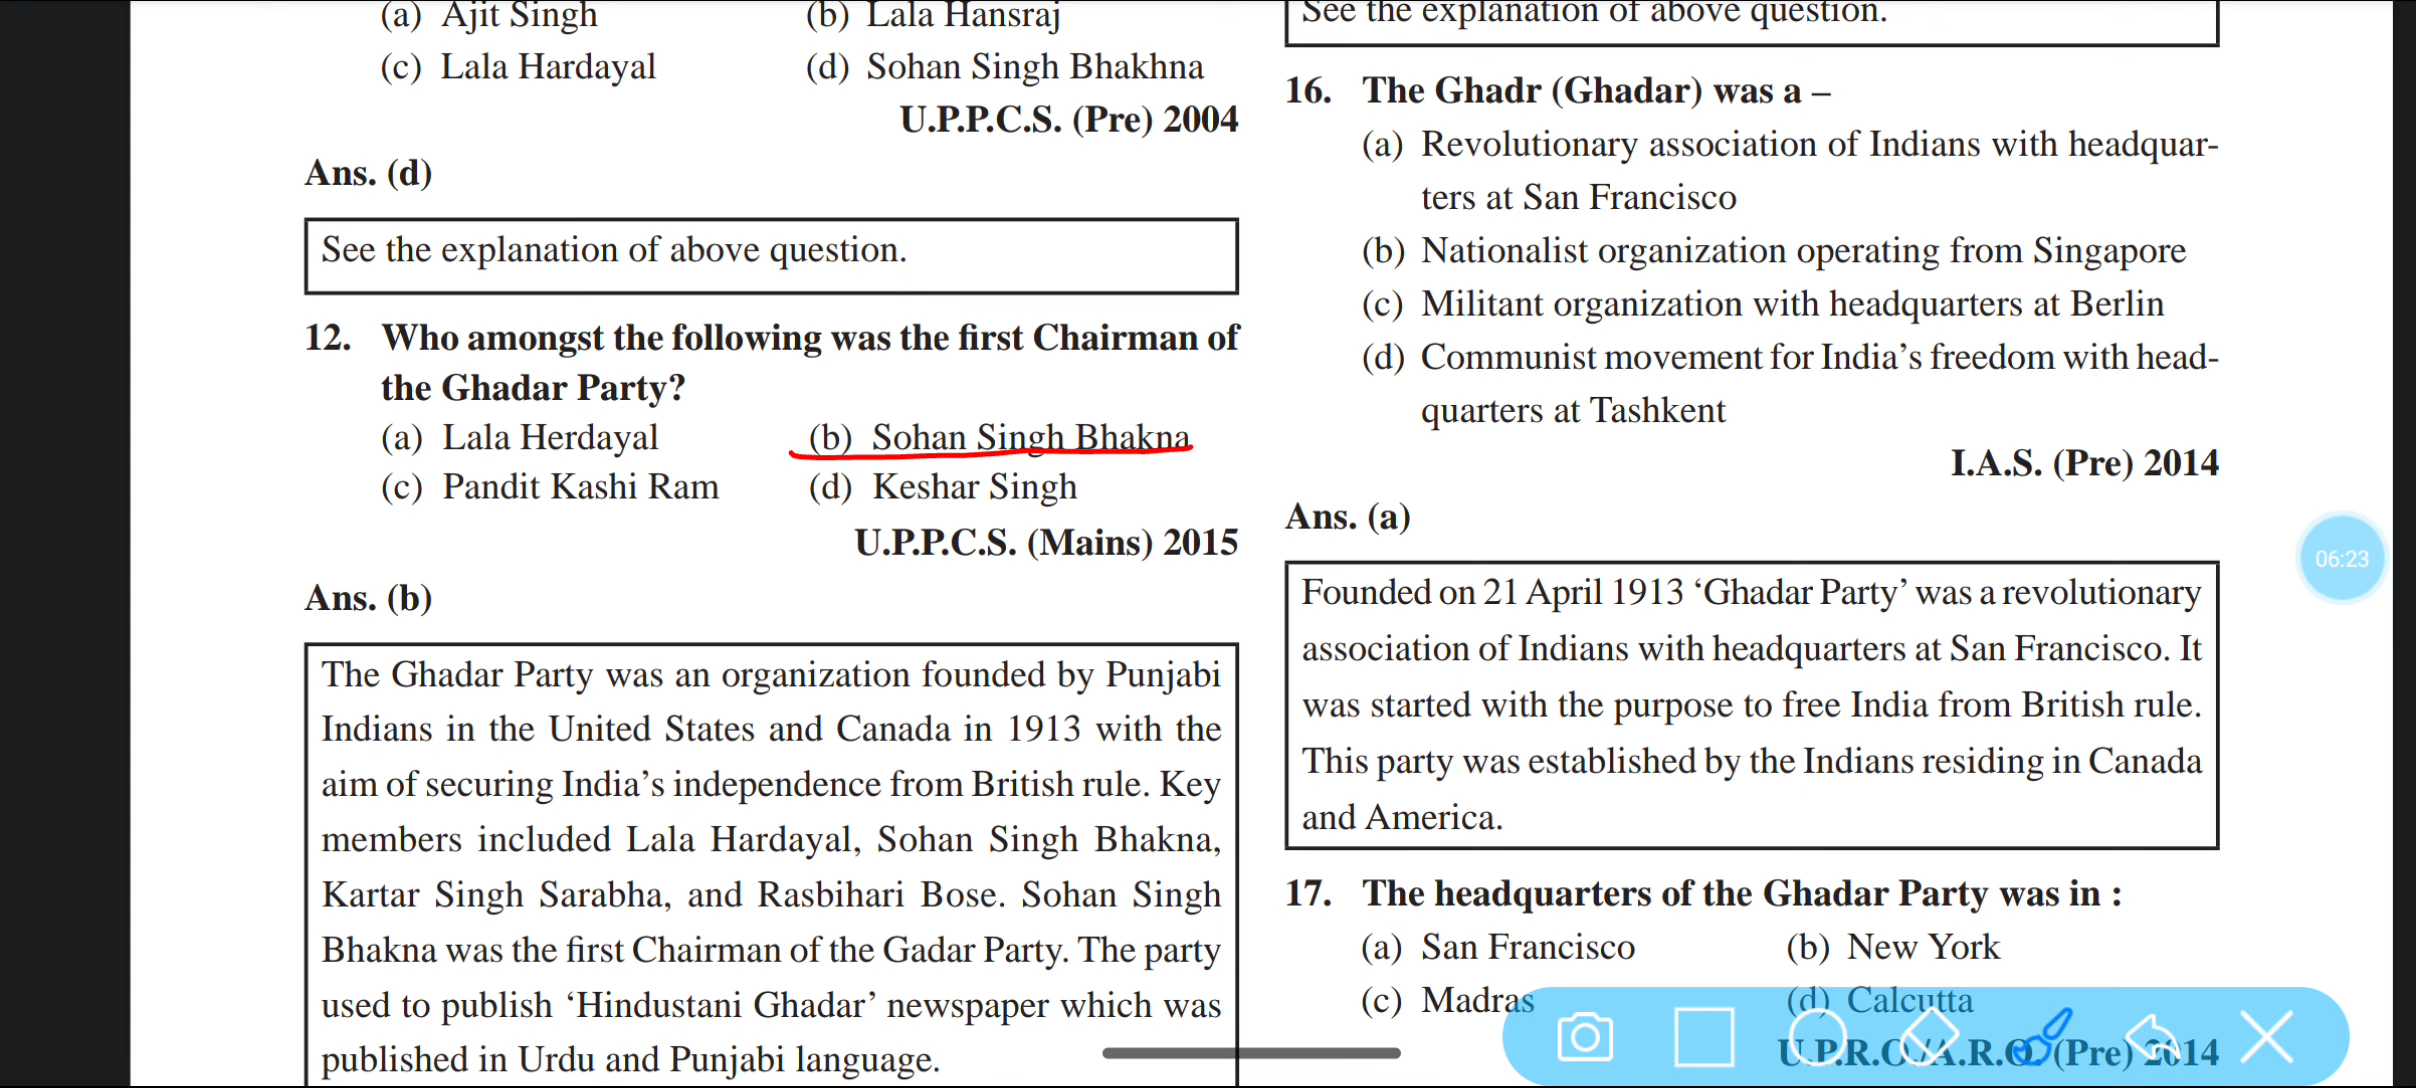 (a) Ajit Singh (b) Lala Hansraj
(c) Lala Hardayal (d) Sohan Singh Bhakhna
U.P.P.C.S. (Pre) 2004
Ans. (d)
See the explanation of above question.
12. Who amongst the following was the first Chairman of
the Ghadar Party?
(a) Lala Herdayal (b) Sohan Singh Bhakna
(c) Pandit Kashi Ram (d) Keshar Singh
U.P.P.C.S. (Mains) 2015
Ans. (b)
The Ghadar Party was an organization founded by Punjabi
Indians in the United States and Canada in 1913 with the
aim of securing India’s independence from British rule. Key
members included Lala Hardayal, Sohan Singh Bhakna,
Kartar Singh Sarabha, and Rasbihari Bose. Sohan Singh
Bhakna was the first Chairman of the Gadar Party. The party
used to publish ‘Hindustani Ghadar’ newspaper which was
published in Urdu and Punjabi language.
See the explanation of above question.
16. The Ghadr (Ghadar) was a –
(a) Revolutionary association of Indians with headquar-
ters at San Francisco
(b) Nationalist organization operating from Singapore
(c) Militant organization with headquarters at Berlin
(d) Communist movement for India’s freedom with head-
quarters at Tashkent
I.A.S. (Pre) 2014
Ans. (a)
Founded on 21 April 1913 ‘Ghadar Party’ was a revolutionary
association of Indians with headquarters at San Francisco. It
was started with the purpose to free India from British rule.
This party was established by the Indians residing in Canada
and America.
17. The headquarters of the Ghadar Party was in :
(a) San Francisco (b) New York
(c) Madras (d) Calcutta
U.P.R.O./A.R.O. (Pre) 2014
06:23